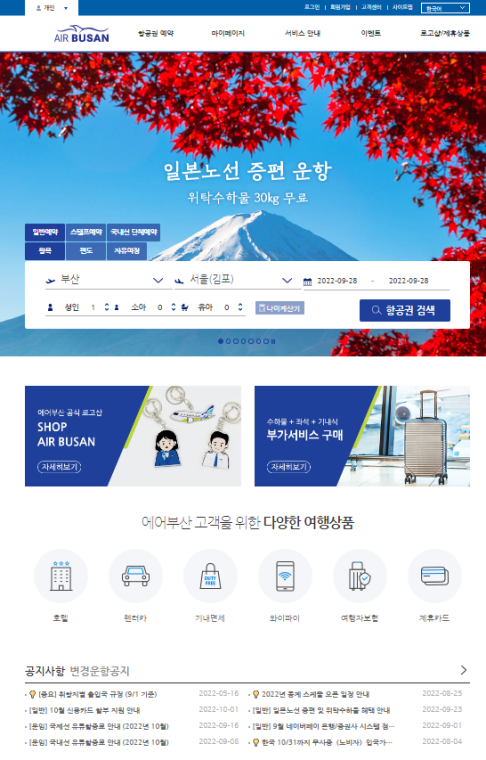 개인
로그인 | 회원가입 | 고객센터 | 사이트맵
한국어
AIR BUSAN
항공권 예약
마이페이지
서비스 안내
이벤트
로고샵/제휴상품
일본노선 증편 운항
위탁수하물 30kg 무료
일반예약
스탬프예약
국내선 단체예약
왕복
편도
다구간여정
부산
서울(김포)
2022-09-28 - 2022-09-28
성인 1
소아 0
유아 0
나이계산기
항공권 검색
에어부산 공식 로고샵
SHOP
AIR BUSAN
자세히보기
수하물 + 좌석 + 기내식
부가서비스 구매
자세히보기
에어부산 고객을 위한 다양한 여행상품
DUTY
FREE
호텔
렌터카
기내면세
와이파이
여행자보험
제휴카드
공지사항 변경운항공지
· [중요] 취항지별 출입국 규정 (9/1 기준) 2022-05-16
· 2022년 동계 스케줄 오픈 일정 안내 2022-08-25
· [일반] 10월 신용카드 할부 지원 안내 2022-10-01
· [일반] 일본노선 증편 및 위탁수하물 혜택 안내 2022-09-23
· [운임] 국제선 유류할증료 안내 (2022년 10월) 2022-09-16
· [일반] 9월 네이버페이 은행/증권사 시스템 점··· 2022-09-01
· [운임] 국내선 유류할증료 안내 (2022년 10월) 2022-09-08
· 한국 10/31까지 무사증 (노비자) 입국가··· 2022-08-04